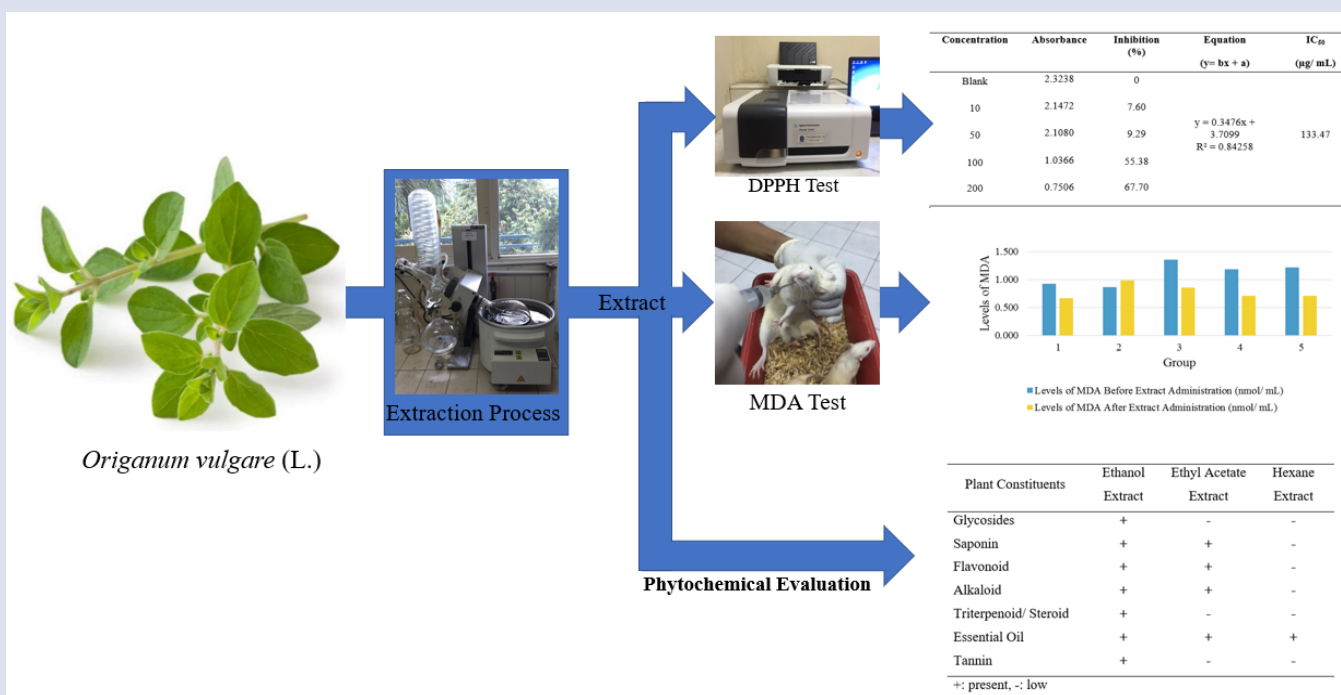 Origanum vulgare (L.)
Extraction Process
Extract
DPPH Test
MDA Test
Phytochemical Evaluation
Concentration Absorbance Inhibition (%) Equation (y= bx + a) IC₅₀ (µg/ mL)
Blank 2.3238 0
10 2.1472 7.60
50 2.1080 9.29 y = 0.3476x + 3.7099 R² = 0.84258 133.47
100 1.0366 55.38
200 0.7506 67.70
Levels of MDA
1.500
1.000
0.500
0.000
1 2 3 4 5
Group
Levels of MDA Before Extract Administration (nmol/ mL)
Levels of MDA After Extract Administration (nmol/ mL)
Plant Constituents Ethanol Extract Ethyl Acetate Extract Hexane Extract
Glycosides + - -
Saponin + + -
Flavonoid + + -
Alkaloid + + -
Triterpenoid/ Steroid + - -
Essential Oil + + +
Tannin + - -
+: present, -: low